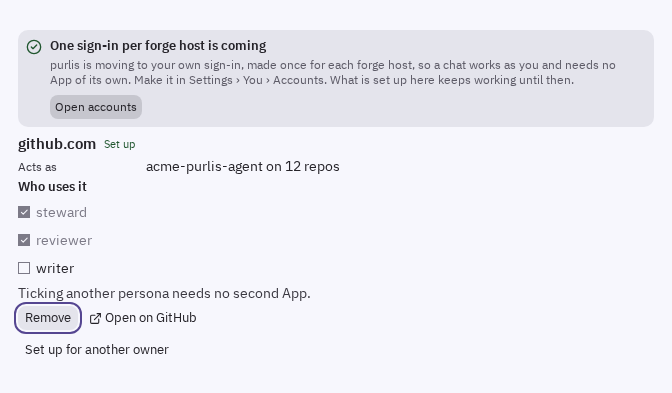 One sign-in per forge host is coming
purlis is moving to your own sign-in, made once for each forge host, so a chat works as you and needs no
App of its own. Make it in Settings › You › Accounts. What is set up here keeps working until then.
Open accounts
github.com Set up
Acts as acme-purlis-agent on 12 repos
Who uses it
steward
reviewer
writer
Ticking another persona needs no second App.
Remove Open on GitHub
Set up for another owner